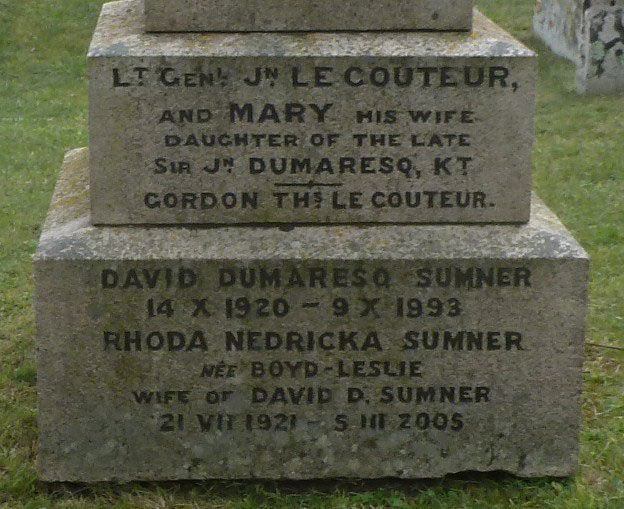 LT GENL JN LE COUTEUR,
AND MARY HIS WIFE
DAUGHTER OF THE LATE
SIR JN DUMARESQ, KT
GORDON THS LE COUTEUR.
DAVID DUMARESQ SUMNER
14 X 1920 – 9 X 1993
RHODA NEDRICKA SUMNER
NÉE BOYD-LESLIE
WIFE OF DAVID D. SUMNER
21 VII 1921 – 5 III 2005